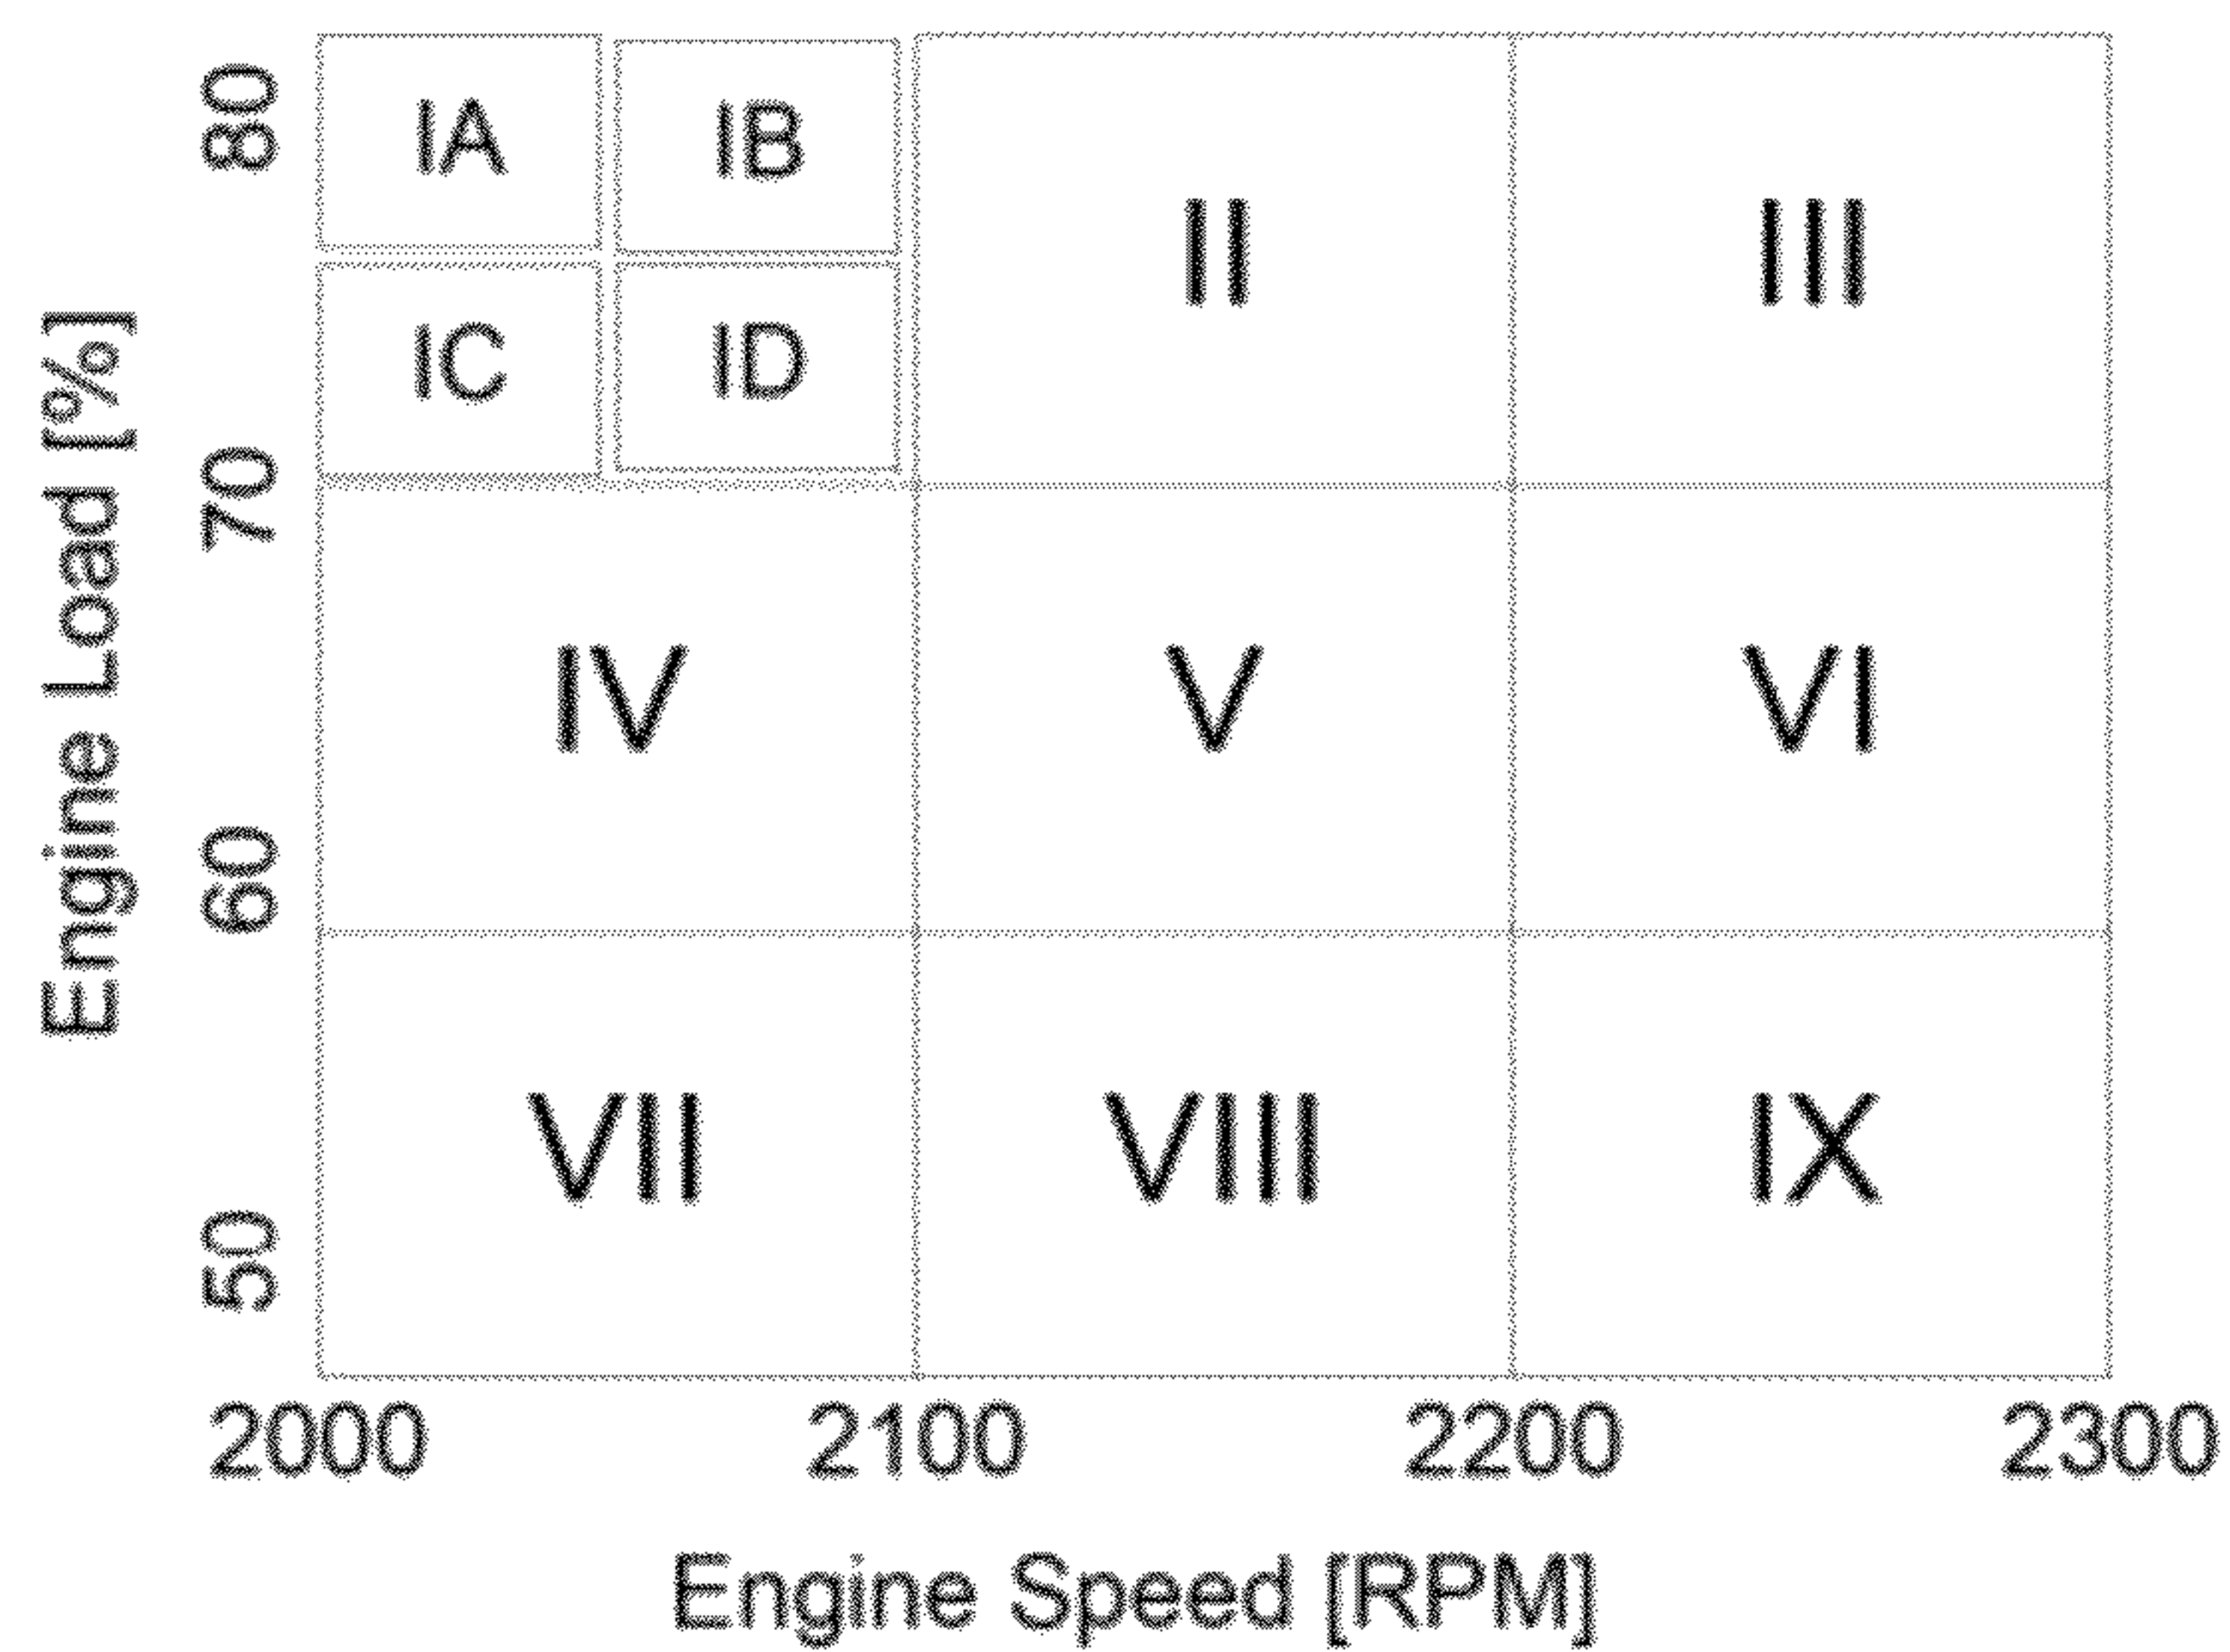 Engine Load [%]
80
70
60
50
IA
IB
II
III
IC
ID
IV
V
VI
VII
VIII
IX
2000
2100
2200
2300
Engine Speed [RPM]